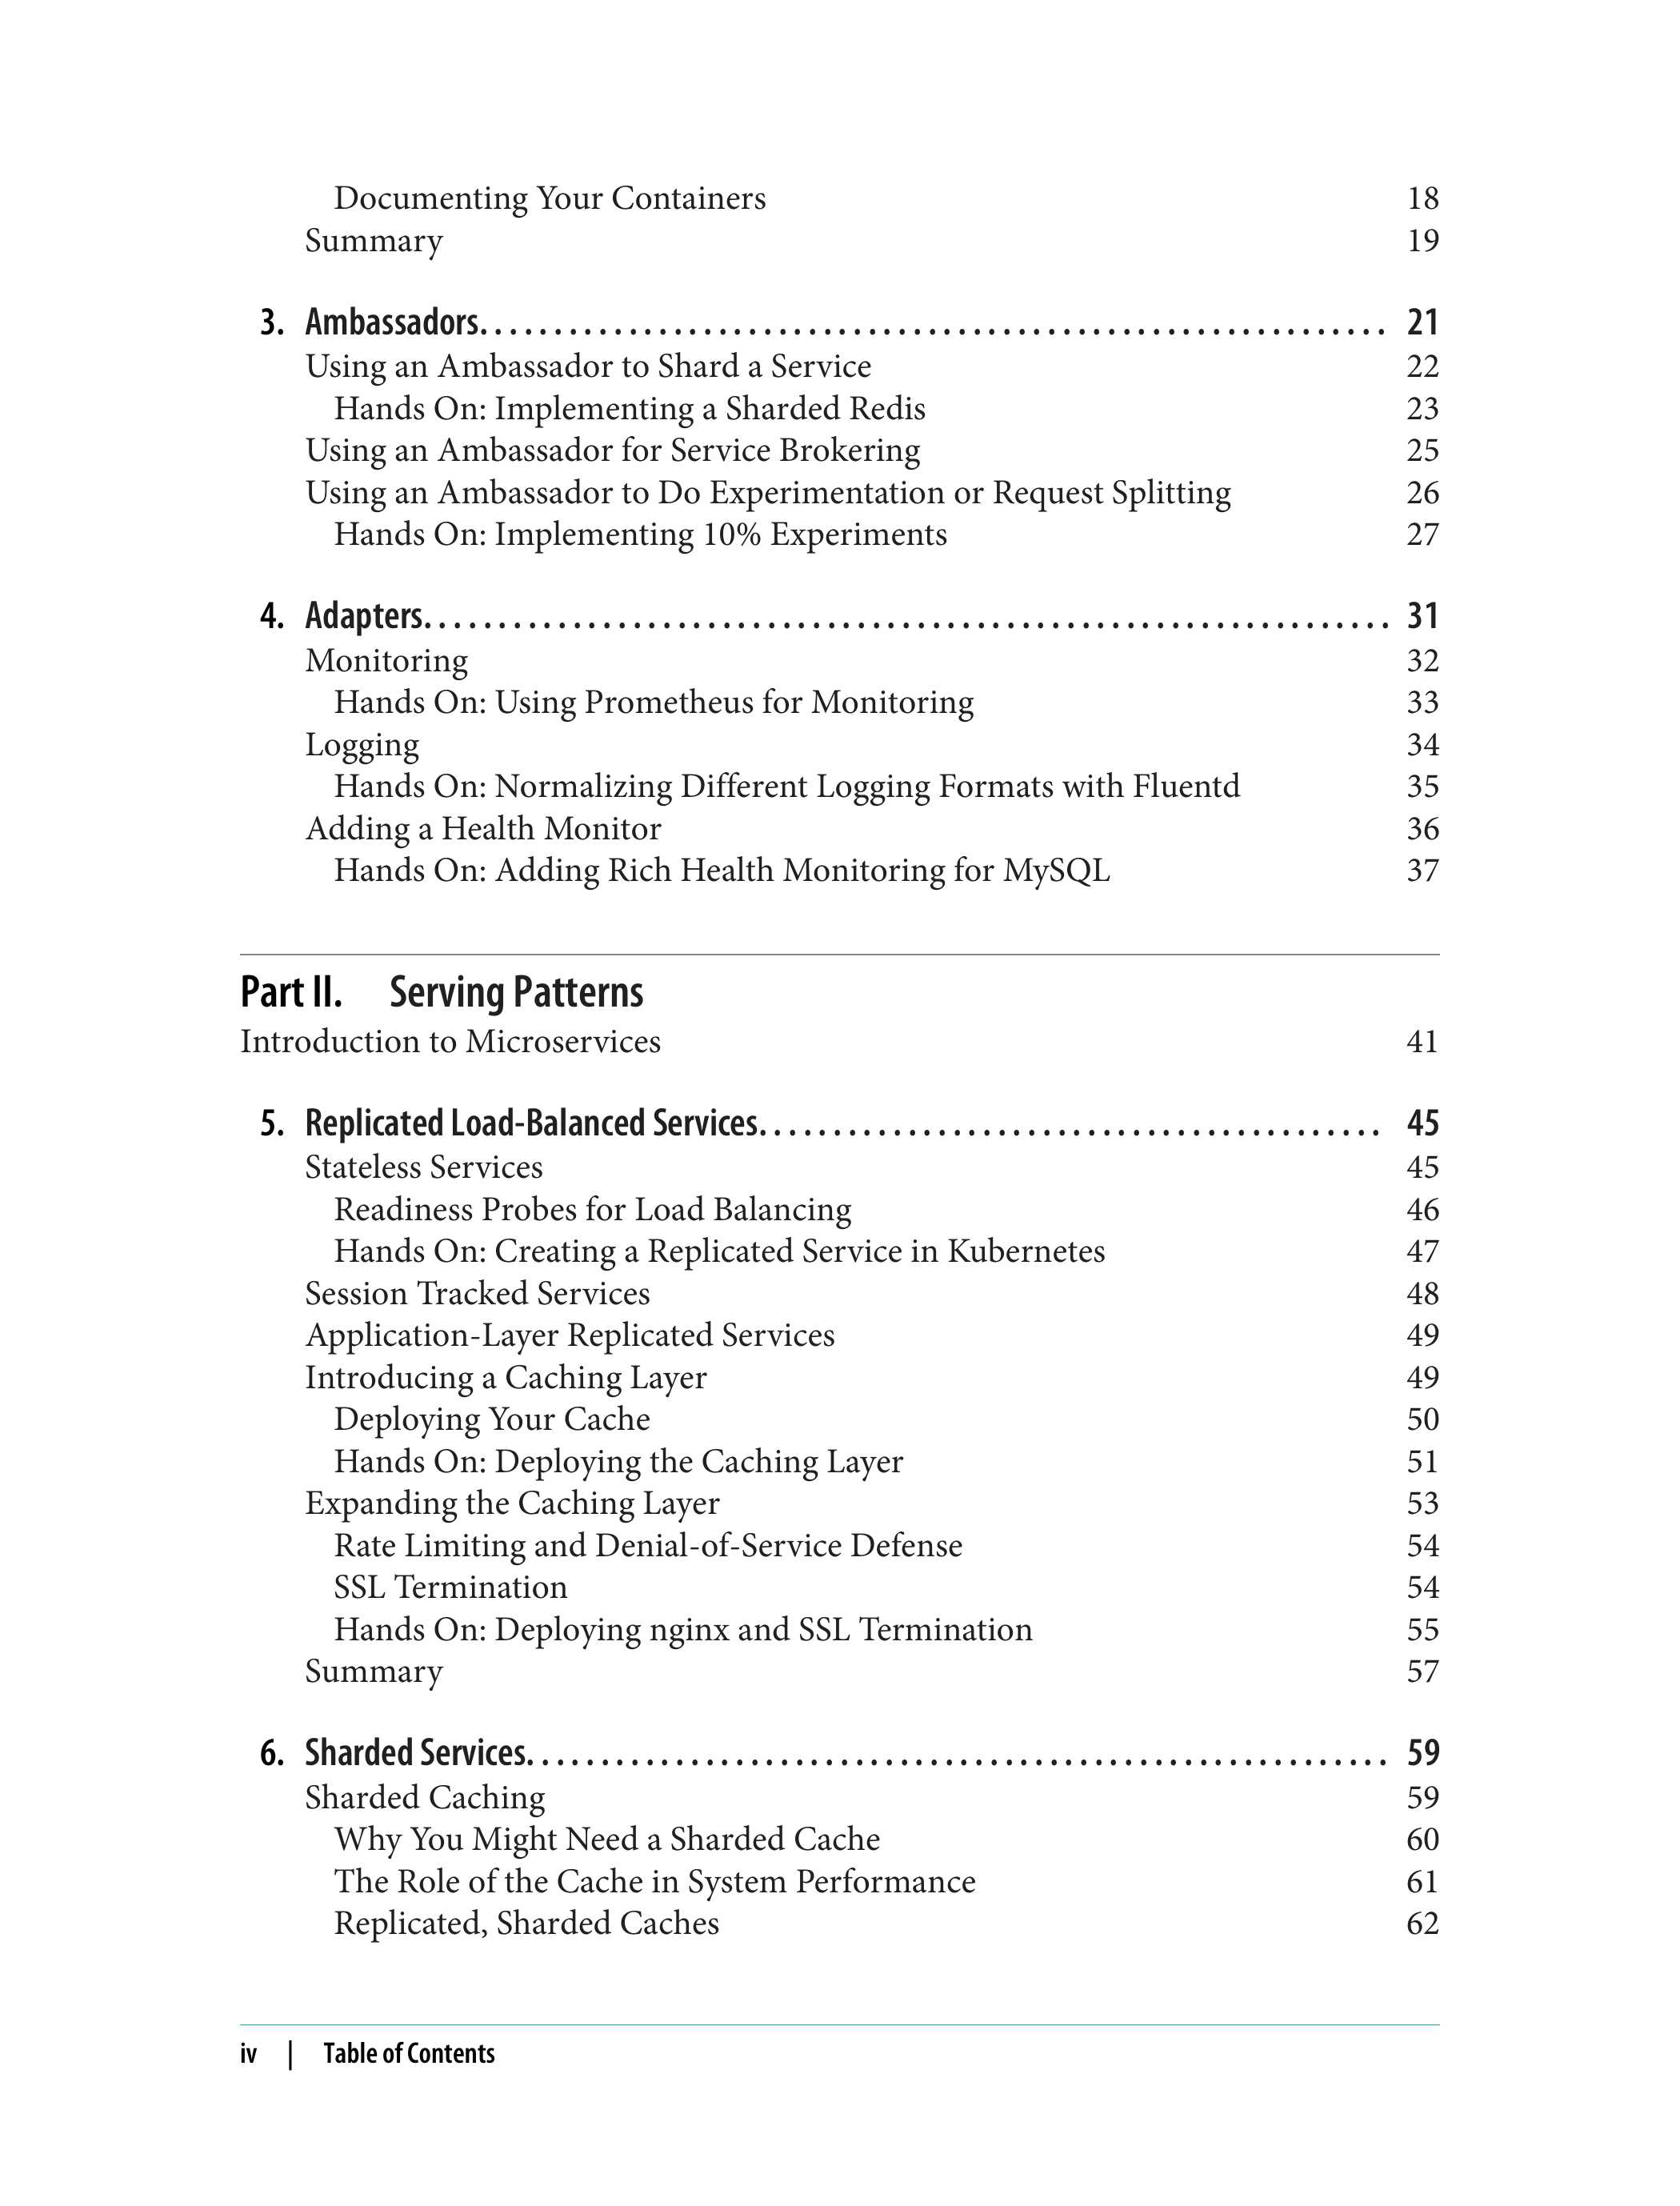 Documenting Your Containers 18
Summary 19
3. Ambassadors. . . . . . . . . . . . . . . . . . . . . . . . . . . . . . . . . . . . . . . . . . . . . . . . . . . . . . . . . . . . . 21
Using an Ambassador to Shard a Service 22
Hands On: Implementing a Sharded Redis 23
Using an Ambassador for Service Brokering 25
Using an Ambassador to Do Experimentation or Request Splitting 26
Hands On: Implementing 10% Experiments 27
4. Adapters. . . . . . . . . . . . . . . . . . . . . . . . . . . . . . . . . . . . . . . . . . . . . . . . . . . . . . . . . . . . . . . . . 31
Monitoring 32
Hands On: Using Prometheus for Monitoring 33
Logging 34
Hands On: Normalizing Different Logging Formats with Fluentd 35
Adding a Health Monitor 36
Hands On: Adding Rich Health Monitoring for MySQL 37
Part II. Serving Patterns
Introduction to Microservices 41
5. Replicated Load-Balanced Services. . . . . . . . . . . . . . . . . . . . . . . . . . . . . . . . . . . . . . . . . . 45
Stateless Services 45
Readiness Probes for Load Balancing 46
Hands On: Creating a Replicated Service in Kubernetes 47
Session Tracked Services 48
Application-Layer Replicated Services 49
Introducing a Caching Layer 49
Deploying Your Cache 50
Hands On: Deploying the Caching Layer 51
Expanding the Caching Layer 53
Rate Limiting and Denial-of-Service Defense 54
SSL Termination 54
Hands On: Deploying nginx and SSL Termination 55
Summary 57
6. Sharded Services. . . . . . . . . . . . . . . . . . . . . . . . . . . . . . . . . . . . . . . . . . . . . . . . . . . . . . . . . . 59
Sharded Caching 59
Why You Might Need a Sharded Cache 60
The Role of the Cache in System Performance 61
Replicated, Sharded Caches 62
iv | Table of Contents